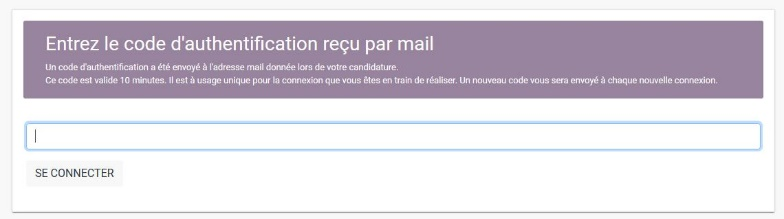 Entrez le code d'authentification reçu par mail
Un code d'authentification a été envoyé à l'adresse mail donnée lors de votre candidature.
Ce code est valide 10 minutes. Il est à usage unique pour la connexion que vous êtes en train de réaliser. Un nouveau code vous sera envoyé à chaque nouvelle connexion.
SE CONNECTER